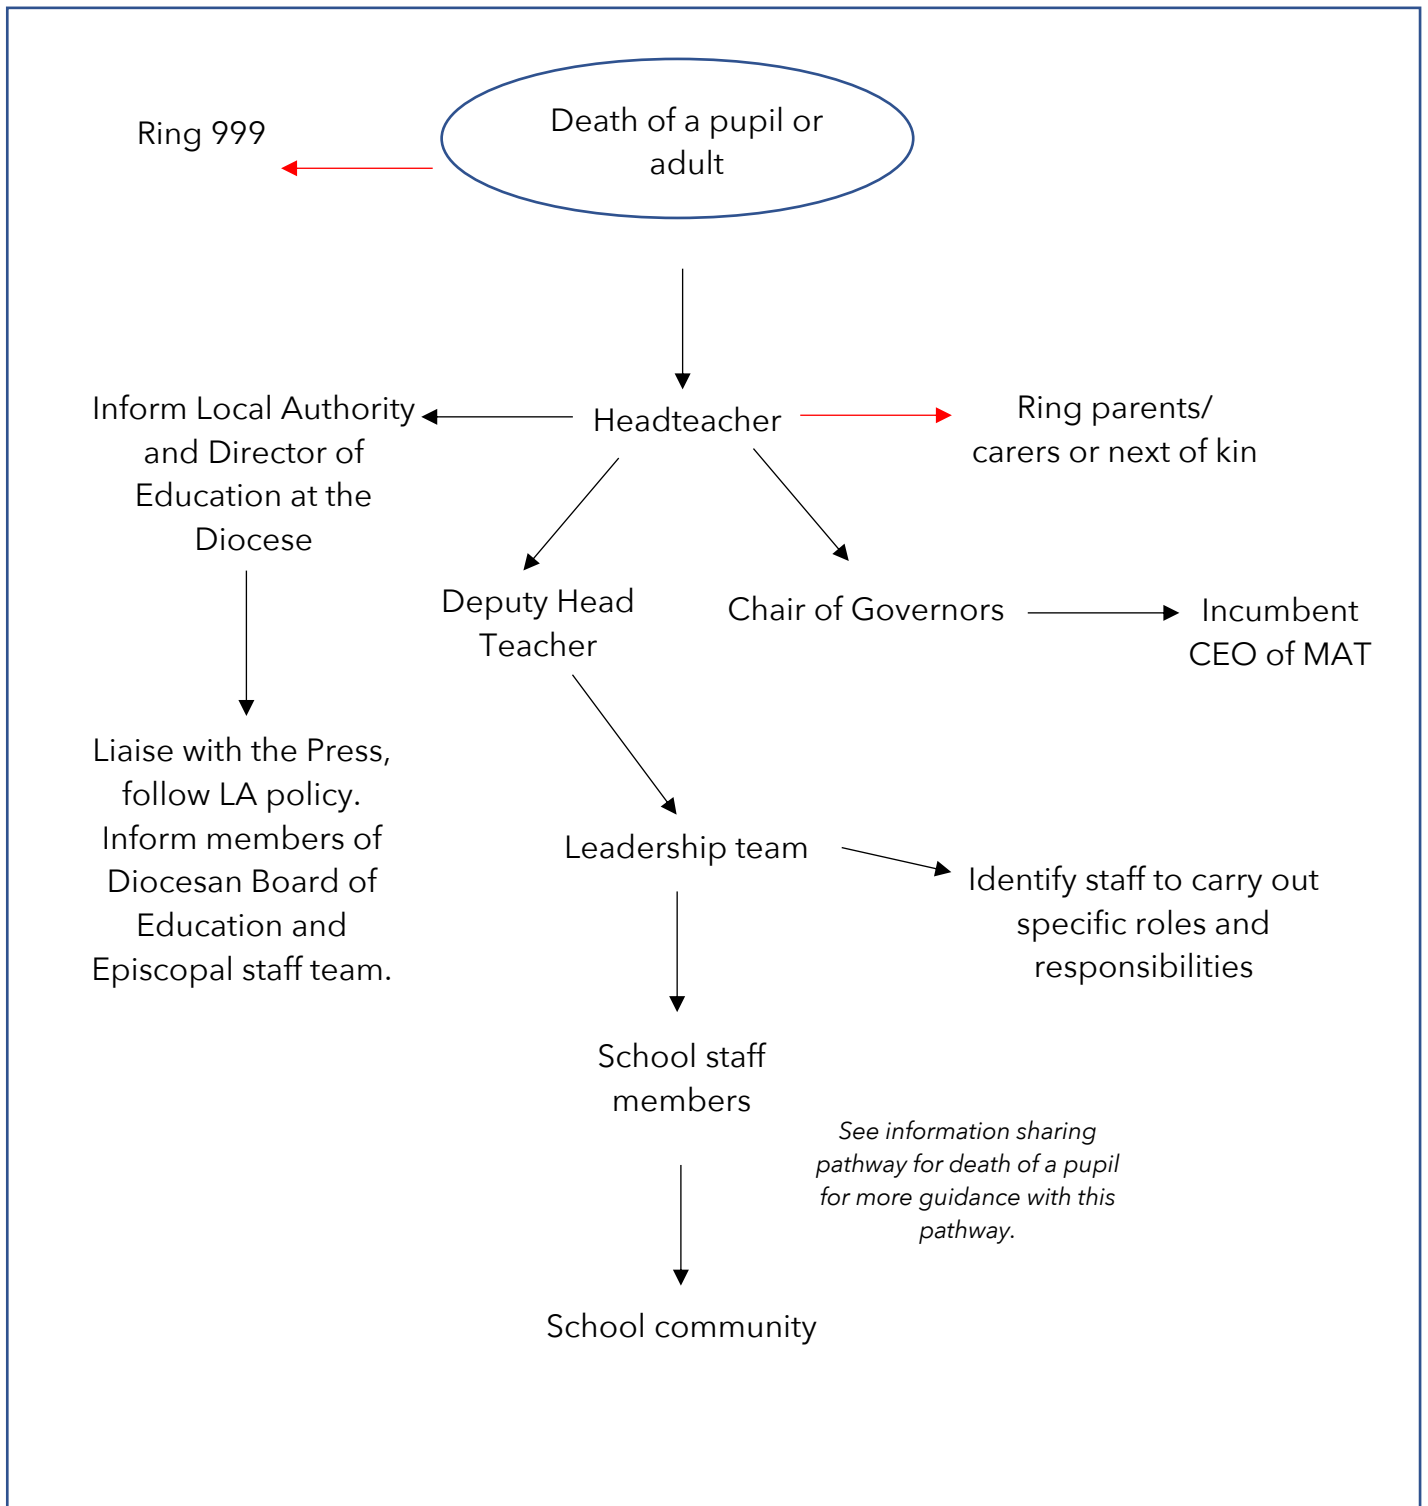 Ring 999
Death of a pupil or
adult
Inform Local Authority
and Director of
Education at the
Diocese
Headteacher
Ring parents/
carers or next of kin
Deputy Head
Teacher
Chair of Governors
Incumbent
CEO of MAT
Liaise with the Press,
follow LA policy.
Inform members of
Diocesan Board of
Education and
Episcopal staff team.
Leadership team
Identify staff to carry out
specific roles and
responsibilities
School staff
members
See information sharing
pathway for death of a pupil
for more guidance with this
pathway.
School community